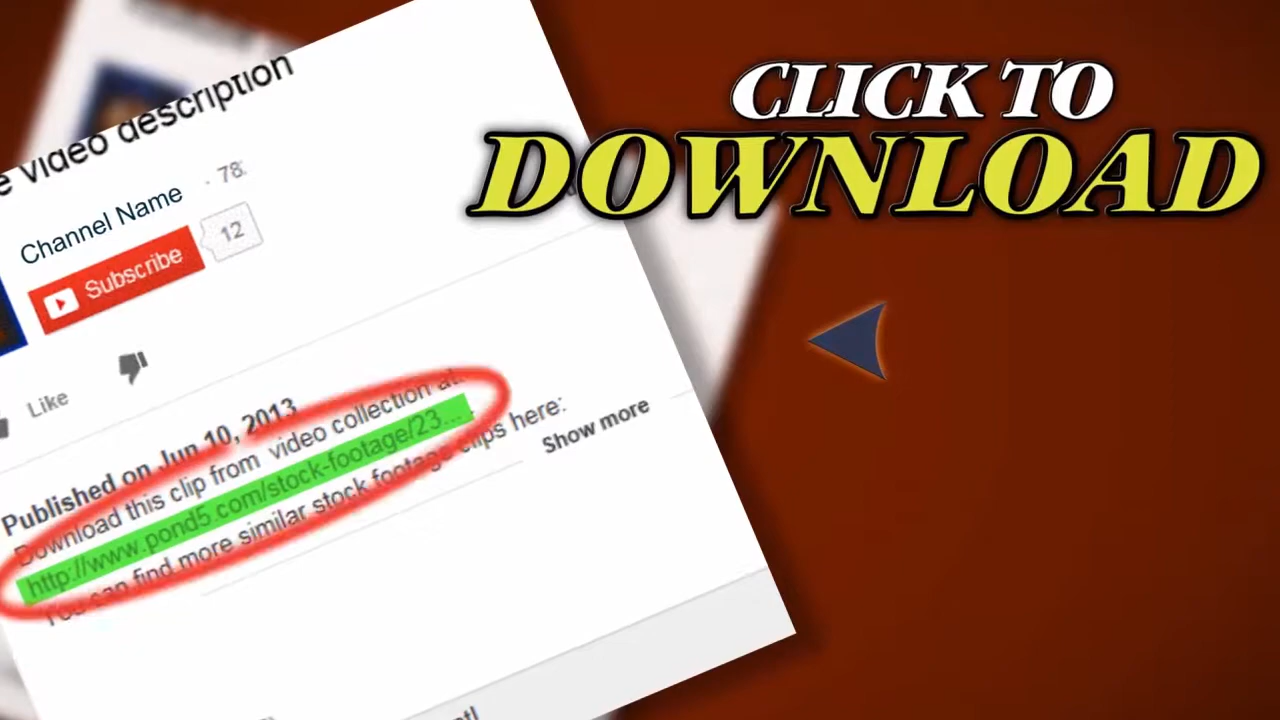 CLICK TO
DOWNLOAD
e video description
Channel Name
Subscribe
12
Like
Published on Jun 10, 2013
Download this clip from video collection at:
http://www.pond5.com/stock-footage/23...
You can find more similar stock footage clips here:
Show more